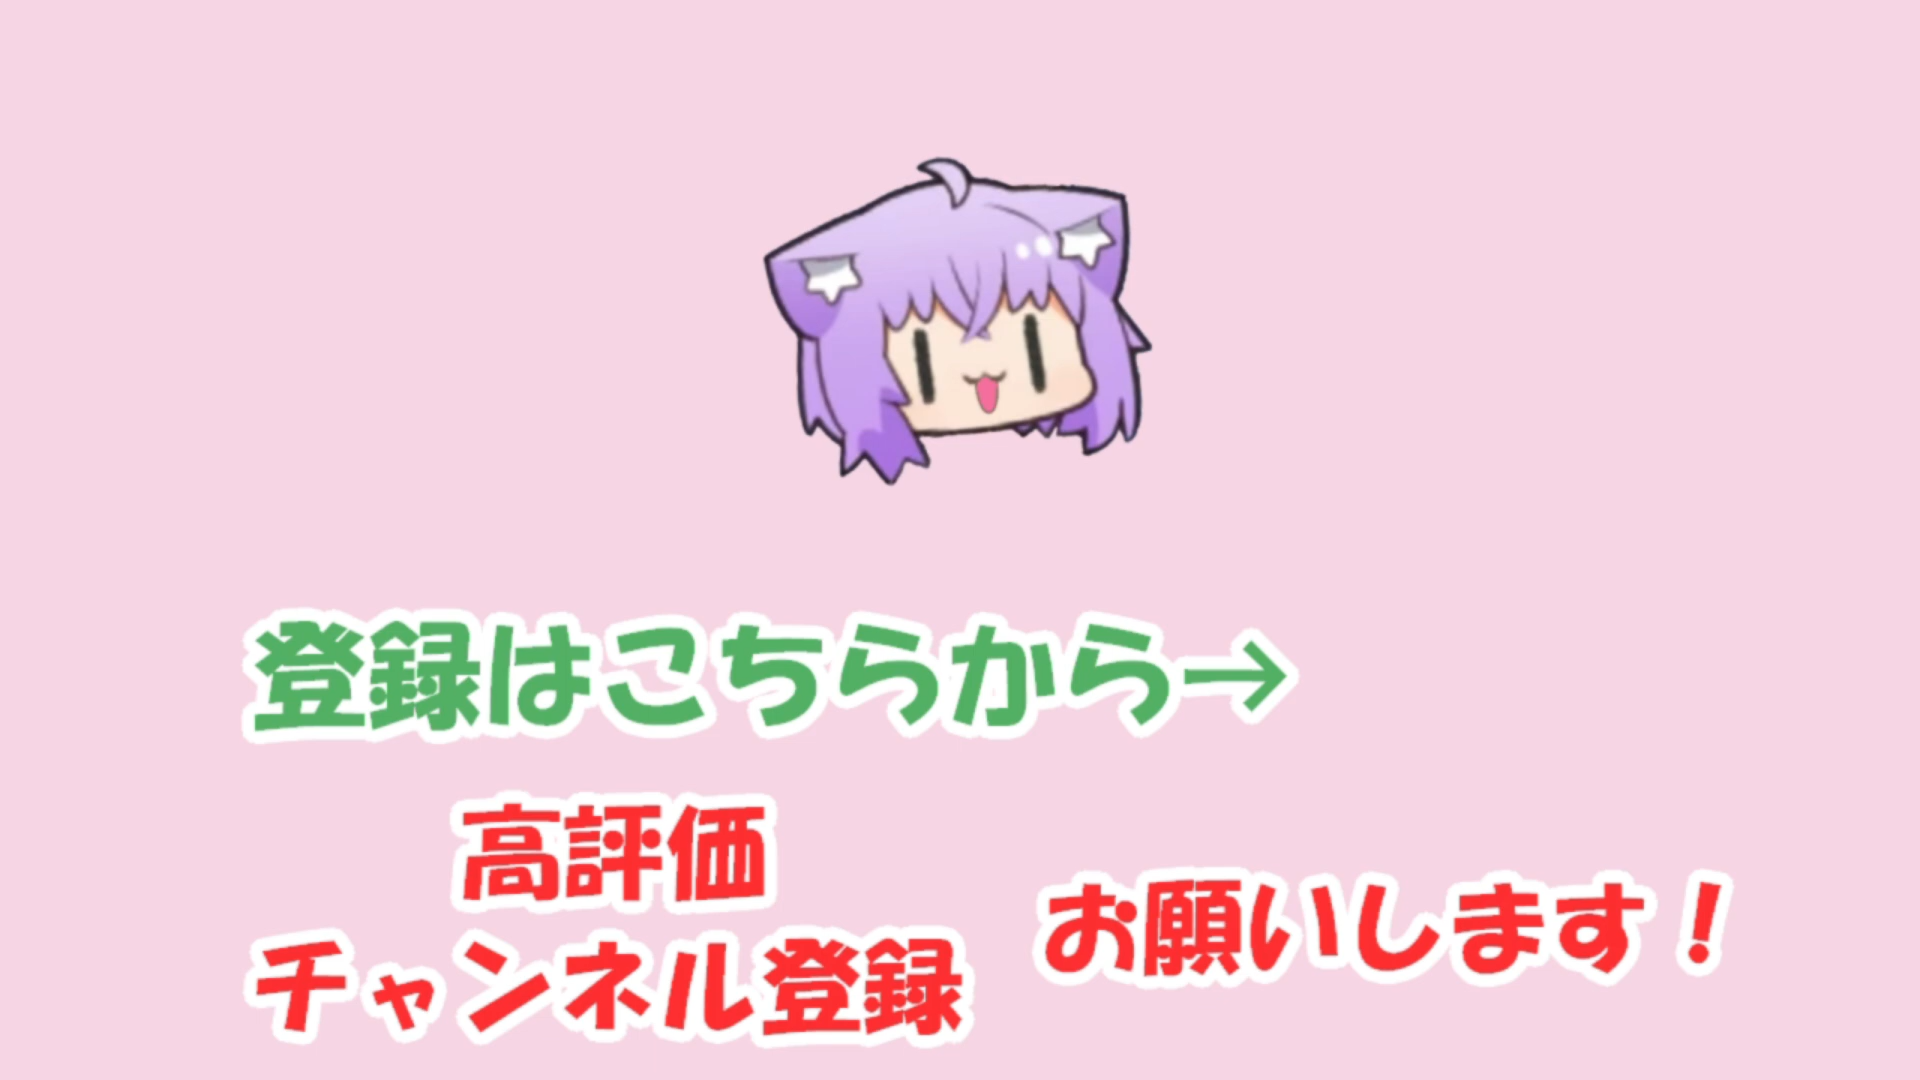 登録はこちらから→
高評価
チャンネル登録
お願いします！